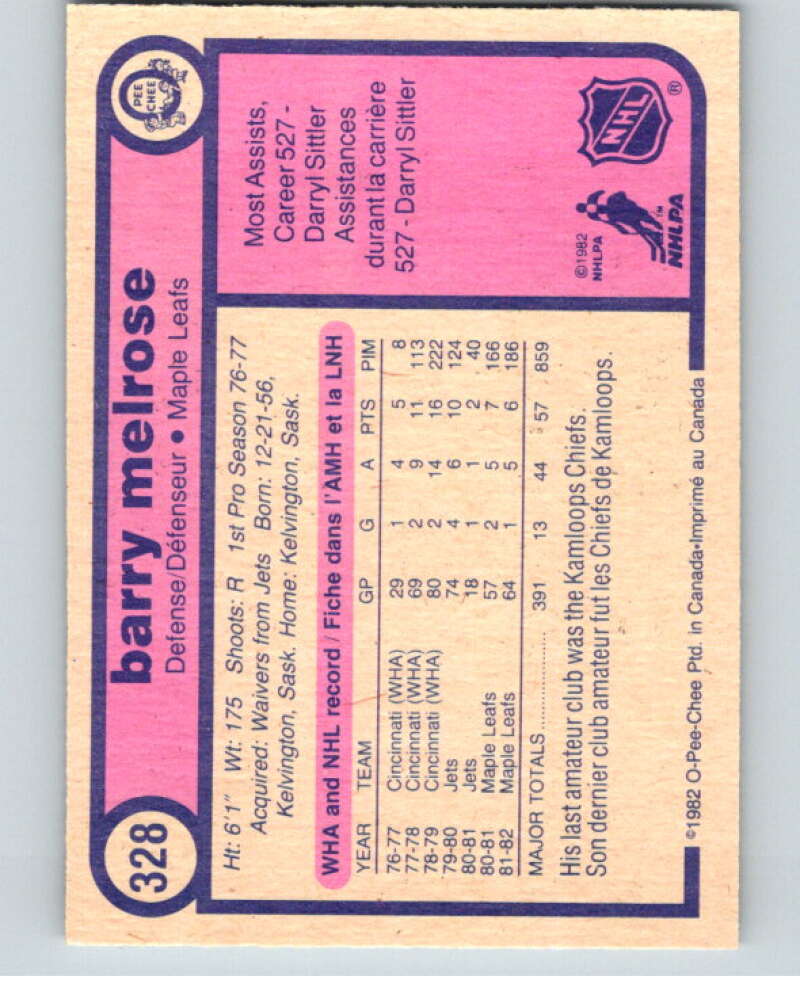 328
barry melrose
Defense/Défenseur • Maple Leafs
O
PEE
CHEE
Ht: 6'1" Wt: 175 Shoots: R 1st Pro Season 76-77
Acquired: Waivers from Jets Born: 12-21-56,
Kelvington, Sask. Home: Kelvington, Sask.
WHA and NHL record / Fiche dans l'AMH et la LNH
YEAR TEAM GP G A PTS PIM
76-77 Cincinnati (WHA) 29 1 4 5 8
77-78 Cincinnati (WHA) 69 2 9 11 113
78-79 Cincinnati (WHA) 80 2 14 16 222
79-80 Jets 74 4 6 10 124
80-81 Jets 18 1 1 2 40
80-81 Maple Leafs 57 2 5 7 166
81-82 Maple Leafs 64 1 5 6 186
MAJOR TOTALS .................. 391 13 44 57 859
His last amateur club was the Kamloops Chiefs.
Son dernier club amateur fut les Chiefs de Kamloops.
©1982 O-Pee-Chee Ptd. in Canada•Imprimé au Canada
Most Assists,
Career 527 -
Darryl Sittler
Assistances
durant la carrière
527 - Darryl Sittler
©1982
NHLPA
TM
NHLPA
NHL
®